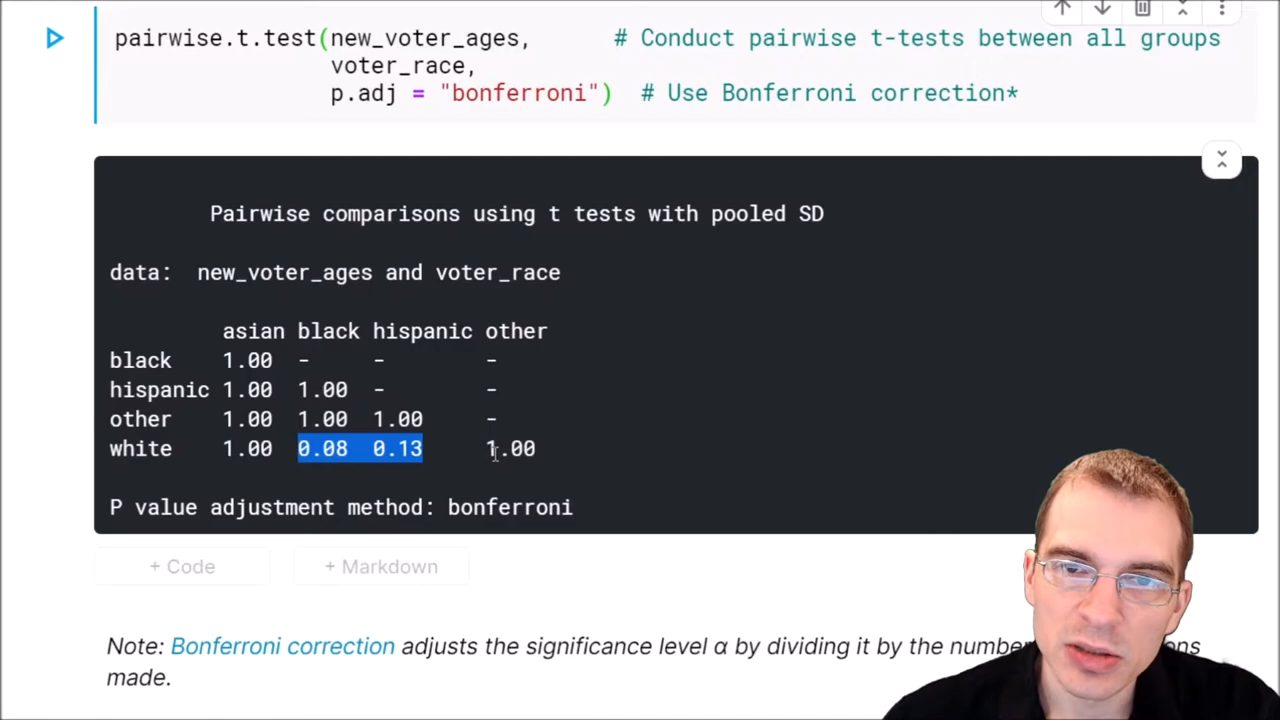 pairwise.t.test(new_voter_ages, # Conduct pairwise t-tests between all groups
voter_race,
p.adj = "bonferroni") # Use Bonferroni correction*
Pairwise comparisons using t tests with pooled SD
data: new_voter_ages and voter_race
asian black hispanic other
black 1.00 - - -
hispanic 1.00 1.00 - -
other 1.00 1.00 1.00 -
white 1.00 0.08 0.13 1.00
P value adjustment method: bonferroni
+ Code + Markdown
Note: Bonferroni correction adjusts the significance level α by dividing it by the
made.